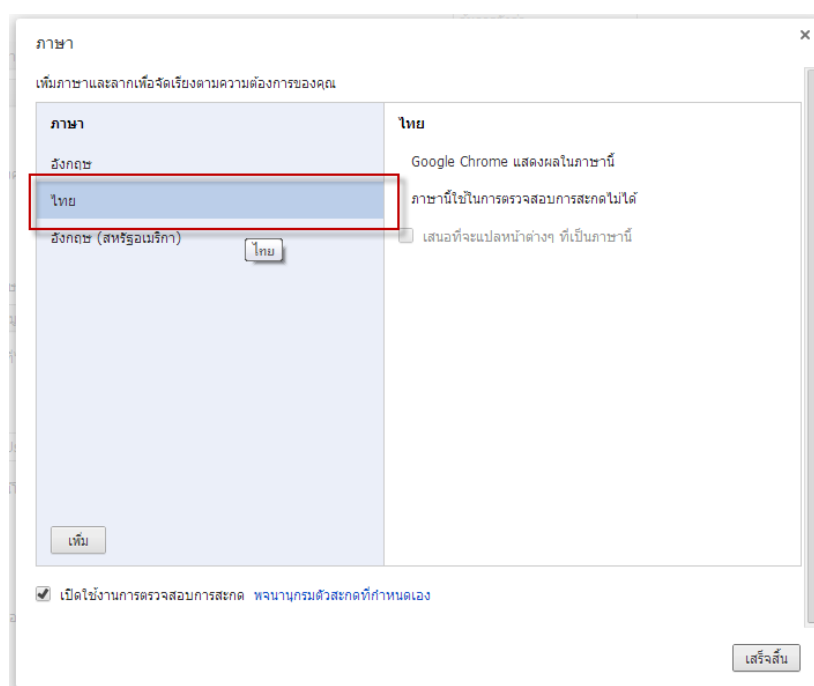 ภาษา
×
เพิ่มภาษาและลากเพื่อจัดเรียงตามความต้องการของคุณ
ภาษา
ไทย
อังกฤษ
Google Chrome แสดงผลในภาษานี้
ไทย
ภาษานี้ใช้ในการตรวจสอบการสะกดไม่ได้
อังกฤษ (สหรัฐอเมริกา)
เสนอที่จะแปลหน้าต่างๆ ที่เป็นภาษานี้
ไทย
เพิ่ม
เปิดใช้งานการตรวจสอบการสะกด พจนานุกรมตัวสะกดที่กำหนดเอง
เสร็จสิ้น